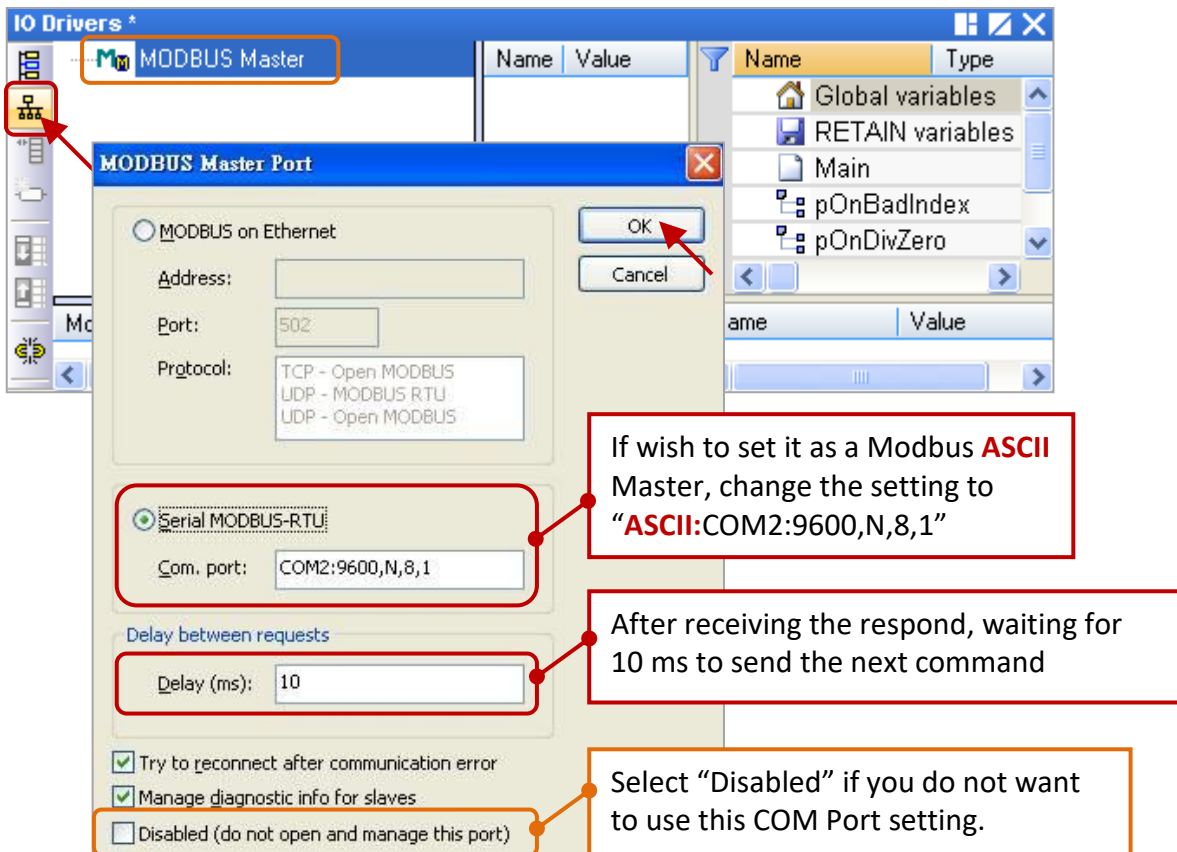 IO Drivers *
MODBUS Master
Name Value
Name Type
Global variables
RETAIN variables
Main
pOnBadIndex
pOnDivZero
ame Value
MODBUS Master Port
MODBUS on Ethernet
OK
Address:
Cancel
Port: 502
Protocol: TCP - Open MODBUS
UDP - MODBUS RTU
UDP - Open MODBUS
Serial MODBUS-RTU
Com. port: COM2:9600,N,8,1
If wish to set it as a Modbus ASCII
Master, change the setting to
“ASCII:COM2:9600,N,8,1”
Delay between requests
Delay (ms): 10
After receiving the respond, waiting for
10 ms to send the next command
Try to reconnect after communication error
Manage diagnostic info for slaves
Disabled (do not open and manage this port)
Select “Disabled” if you do not want
to use this COM Port setting.